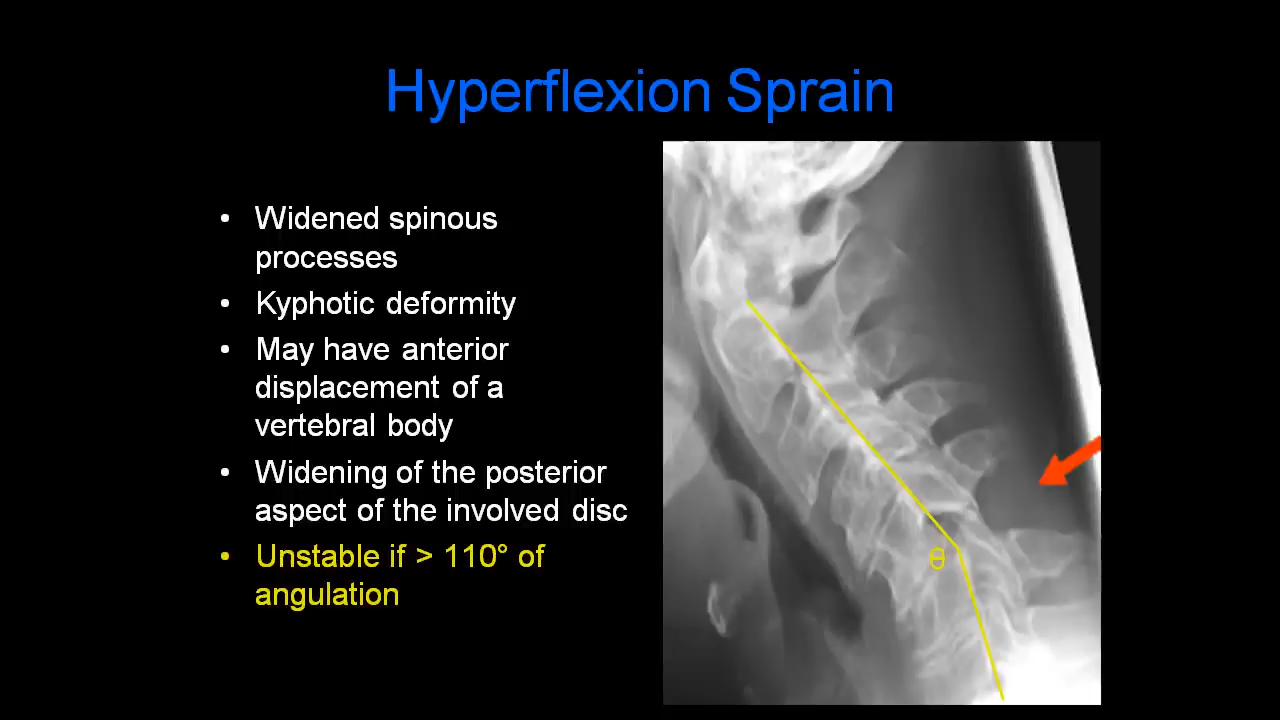 Hyperflexion Sprain
• Widened spinous
processes
• Kyphotic deformity
• May have anterior
displacement of a
vertebral body
• Widening of the posterior
aspect of the involved disc
• Unstable if > 110° of
angulation
θ